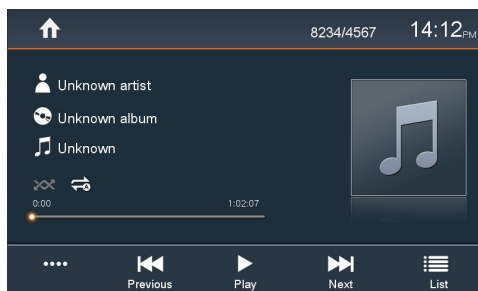 8234/4567 14:12PM
Unknown artist
Unknown album
Unknown
0:00 1:02:07
Previous Play Next List